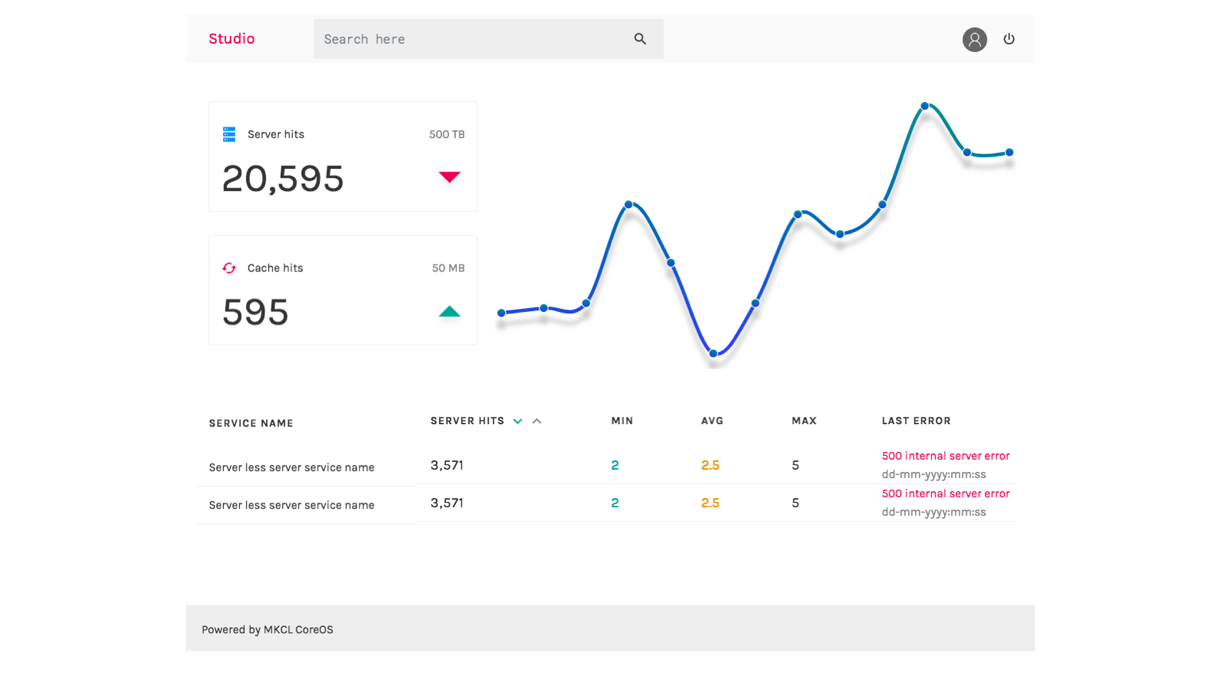 Studio
Search here
Server hits 500 TB
20,595
Cache hits 50 MB
595
SERVICE NAME SERVER HITS MIN AVG MAX LAST ERROR
Server less server service name 3,571 2 2.5 5 500 internal server error
dd-mm-yyyy:mm:ss
Server less server service name 3,571 2 2.5 5 500 internal server error
dd-mm-yyyy:mm:ss
Powered by MKCL CoreOS